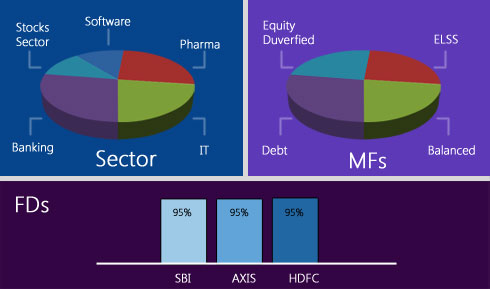 Software
Stocks
Sector
Pharma
Banking
IT
Sector
Equity
Duverfied
ELSS
Debt
Balanced
MFs
FDs
95%
95%
95%
SBI
AXIS
HDFC